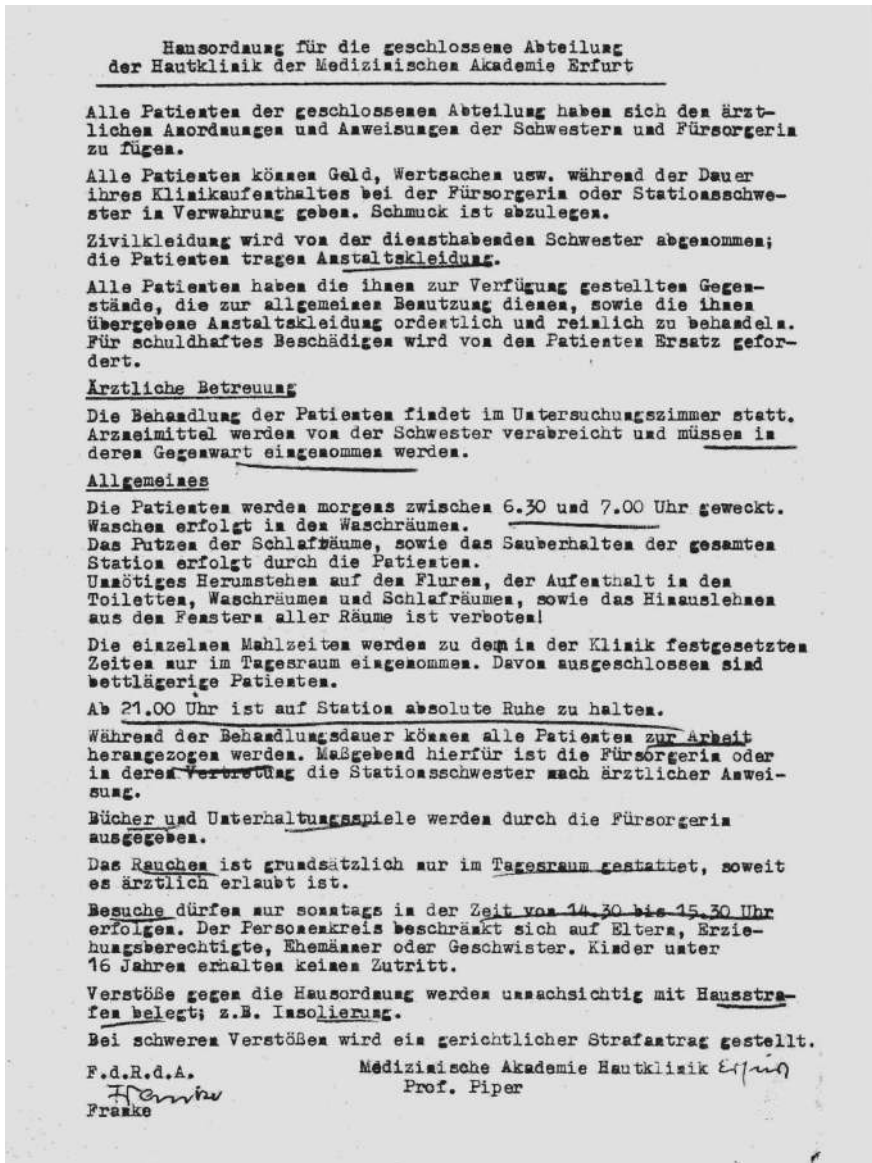 Hausordnung für die geschlossene Abteilung
der Hautklinik der Medizinischen Akademie Erfurt
Alle Patienten der geschlossenen Abteilung haben sich den ärzt-
lichen Anordnungen und Anweisungen der Schwestern und Fürsorgerin
zu fügen.
Alle Patienten können Geld, Wertsachen usw. während der Dauer
ihres Klinikaufenthaltes bei der Fürsorgerin oder Stationsschwe-
ster in Verwahrung geben. Schmuck ist abzulegen.
Zivilkleidung wird von der diensthabenden Schwester abgenommen;
die Patienten tragen Anstaltskleidung.
Alle Patienten haben die ihnen zur Verfügung gestellten Gegen-
stände, die zur allgemeinen Benutzung dienen, sowie die ihnen
übergebene Anstaltskleidung ordentlich und reinlich zu behandeln.
Für schuldhaftes Beschädigen wird von den Patienten Ersatz gefor-
dert.
Ärztliche Betreuung
Die Behandlung der Patienten findet im Untersuchungszimmer statt.
Arzneimittel werden von der Schwester verabreicht und müssen in
deren Gegenwart eingenommen werden.
Allgemeines
Die Patienten werden morgens zwischen 6.30 und 7.00 Uhr geweckt.
Waschen erfolgt in den Waschräumen.
Das Putzen der Schlafräume, sowie das Sauberhalten der gesamten
Station erfolgt durch die Patienten.
Unnötiges Herumstehen auf den Fluren, der Aufenthalt in den
Toiletten, Waschräumen und Schlafräumen, sowie das Hinauslehnen
aus den Fenstern aller Räume ist verboten!
Die einzelnen Mahlzeiten werden zu den in der Klinik festgesetzten
Zeiten nur im Tagesraum eingenommen. Davon ausgeschlossen sind
bettlägerige Patienten.
Ab 21.00 Uhr ist auf Station absolute Ruhe zu halten.
Während der Behandlungsdauer können alle Patienten zur Arbeit
herangezogen werden. Maßgebend hierfür ist die Fürsorgerin oder
in deren Vertretung die Stationsschwester nach ärztlicher Anwei-
sung.
Bücher und Unterhaltungsspiele werden durch die Fürsorgerin
ausgegeben.
Das Rauchen ist grundsätzlich nur im Tagesraum gestattet, soweit
es ärztlich erlaubt ist.
Besuche dürfen nur sonntags in der Zeit von 14.30 bis 15.30 Uhr
erfolgen. Der Personenkreis beschränkt sich auf Eltern, Erzie-
hungsberechtigte, Ehemänner oder Geschwister. Kinder unter
16 Jahren erhalten keinen Zutritt.
Verstöße gegen die Hausordnung werden unnachsichtig mit Hausstra-
fen belegt; z.B. Insolierung.
Bei schweren Verstößen wird ein gerichtlicher Strafantrag gestellt.
F.d.R.d.A. Medizinische Akademie Hautklinik Erfurt
Prof. Piper
Franke